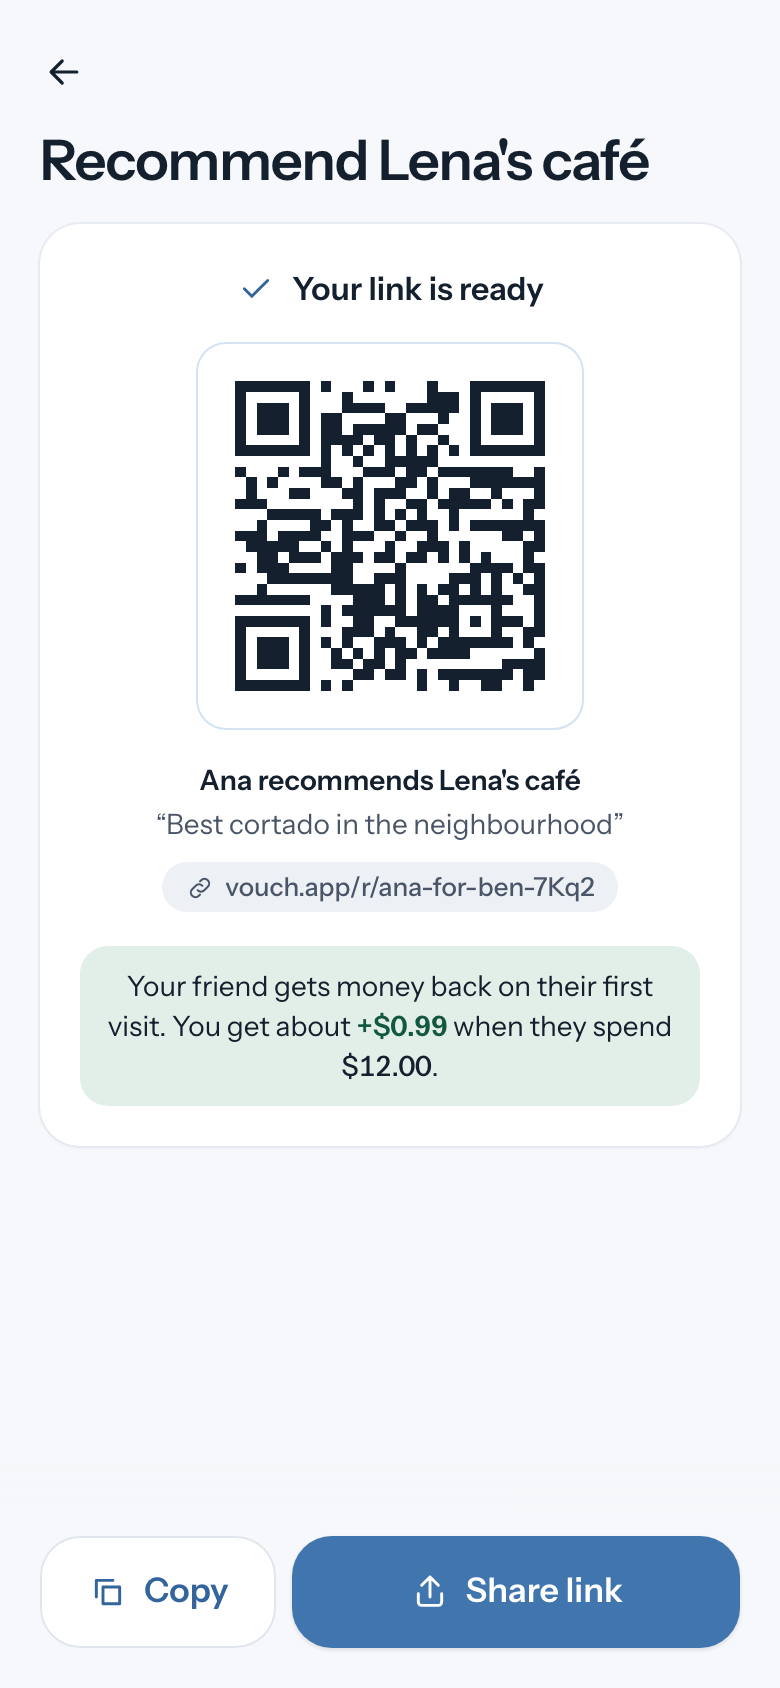 Recommend Lena's café
Your link is ready
Ana recommends Lena's café
“Best cortado in the neighbourhood”
vouch.app/r/ana-for-ben-7Kq2
Your friend gets money back on their first
visit. You get about +$0.99 when they spend
$12.00.
Copy
Share link